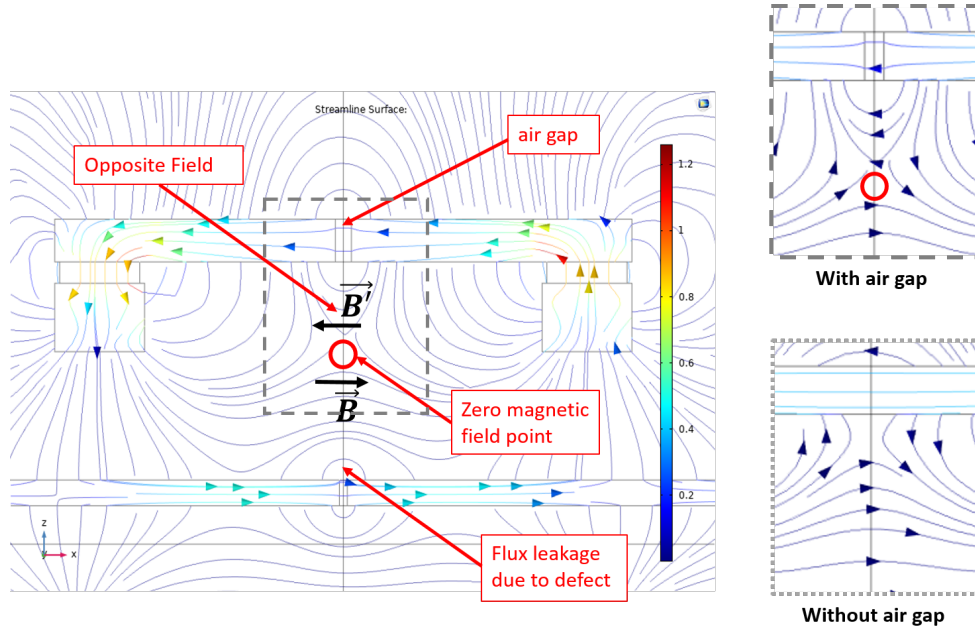 Streamline Surface:
air gap
Opposite Field
1.2
1
0.8
0.6
0.4
0.2
B′
B
Zero magnetic
field point
Flux leakage
due to defect
z
y
x
With air gap
Without air gap